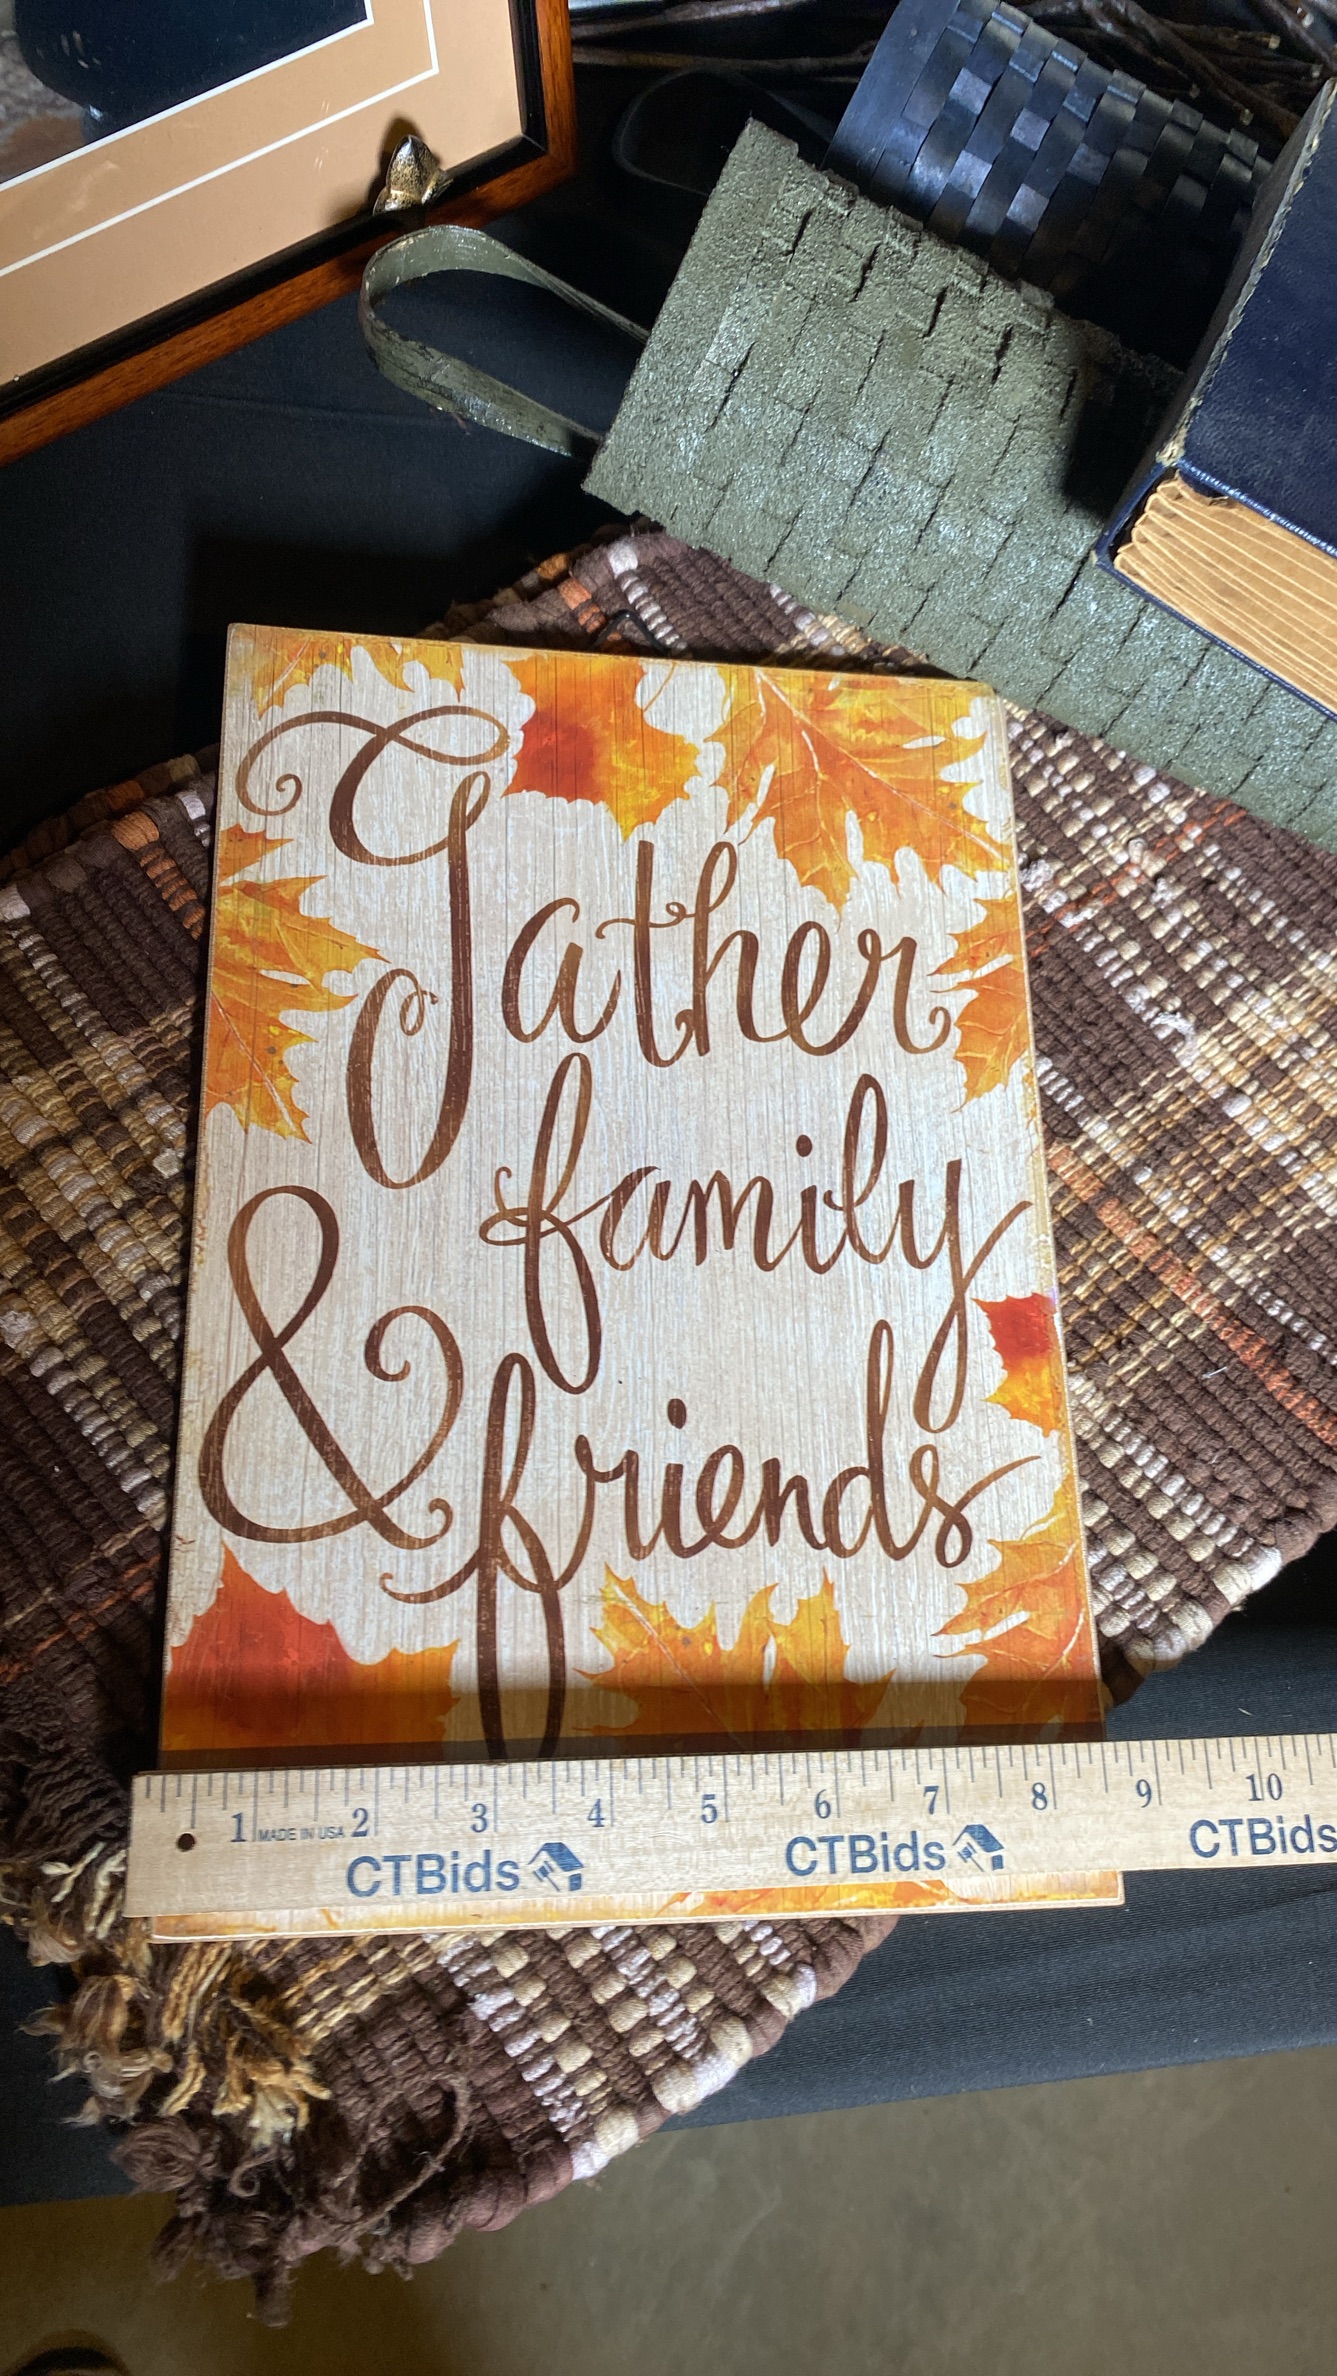 Gather
family
& friends
1 2 3 4 5 6 7 8 9 10
MADE IN USA
CTBids CTBids CTBids